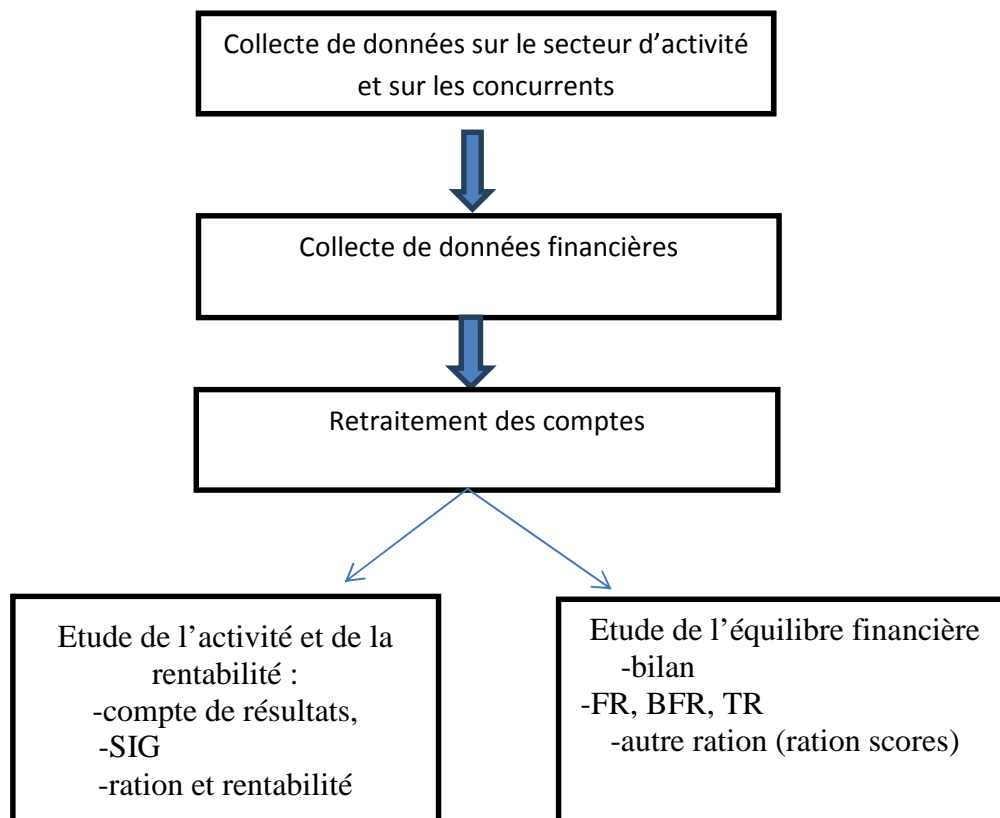 Collecte de données sur le secteur d’activité
et sur les concurrents
Collecte de données financières
Retraitement des comptes
Etude de l’activité et de la
rentabilité :
-compte de résultats,
-SIG
-ration et rentabilité
Etude de l’équilibre financière
-bilan
-FR, BFR, TR
-autre ration (ration scores)